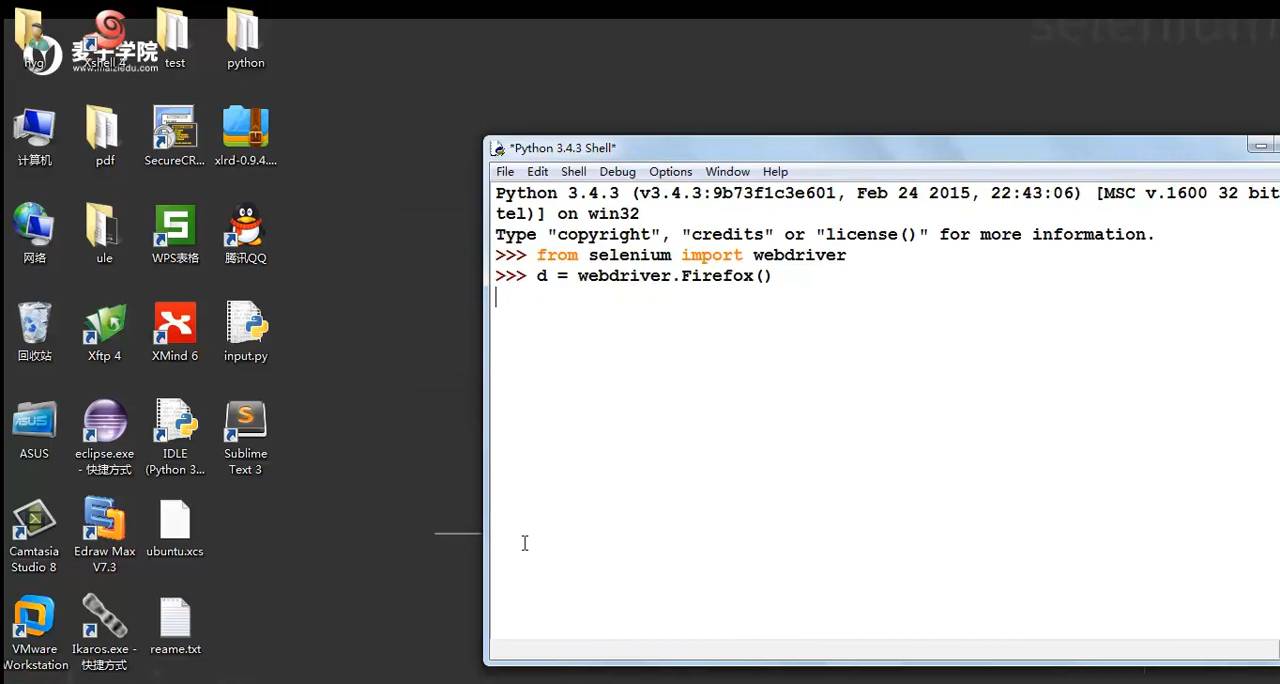 selenium
麦子学院
www.maiziedu.com
hyg
Xshell 4
test
python
计算机
pdf
SecureCR...
xlrd-0.9.4....
网络
ule
WPS表格
腾讯QQ
回收站
Xftp 4
XMind 6
input.py
ASUS
ASUS
eclipse.exe
- 快捷方式
IDLE
(Python 3...
Sublime
Text 3
Camtasia
Studio 8
Edraw Max
V7.3
ubuntu.xcs
VMware
Workstation
Ikaros.exe -
快捷方式
reame.txt
*Python 3.4.3 Shell*
File Edit Shell Debug Options Window Help
Python 3.4.3 (v3.4.3:9b73f1c3e601, Feb 24 2015, 22:43:06) [MSC v.1600 32 bit
tel)] on win32
Type "copyright", "credits" or "license()" for more information.
>>> from selenium import webdriver
>>> d = webdriver.Firefox()